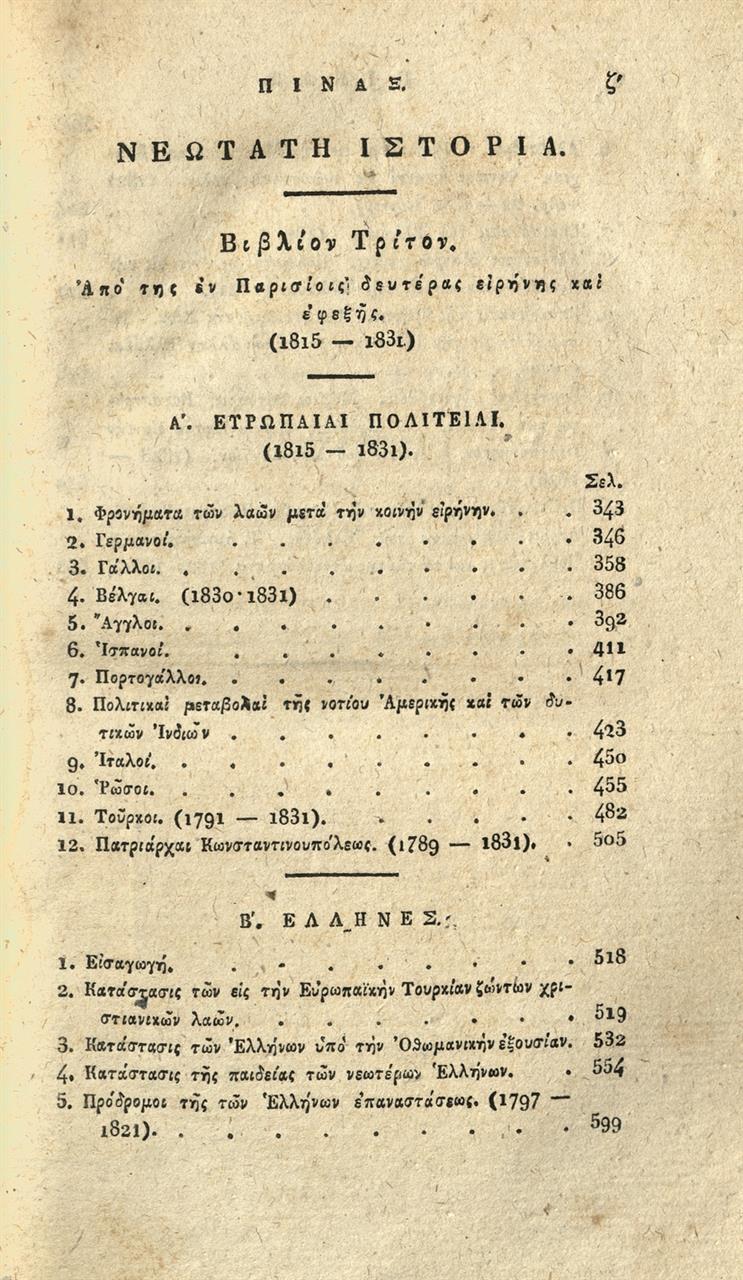 ΠΙΝΑΞ. ζ'
ΝΕΩΤΑΤΗ ΙΣΤΟΡΙΑ.
Βιβλίον Τρίτον.
Ἀπὸ της ἐν Παρισίοις δευτέρας εἰρήνης καὶ
ἐφεξῆς.
(1815 — 1831)
Α'. ΕΥΡΩΠΑΙΑΙ ΠΟΛΙΤΕΙΑΙ.
(1815 — 1831).
Σελ.
1. Φρονήματα τῶν λαῶν μετὰ τὴν κοινὴν εἰρήνην. . . 343
2. Γερμανοί. . . . . . . . . 346
3. Γάλλοι. . . . . . . . . 358
4. Βέλγαι. (1830·1831) . . . . . . 386
5. Ἄγγλοι. . . . . . . . . 392
6. Ἱσπανοί. . . . . . . . . 411
7. Πορτογάλλοι. . . . . . . . 417
8. Πολιτικαὶ μεταβολαὶ τῆς νοτίου Ἀμερικῆς καὶ τῶν δυ-
τικῶν Ἰνδιῶν . . . . . . . . 423
9. Ἰταλοί. . . . . . . . . 450
10. Ῥῶσοι. . . . . . . . . 455
11. Τοῦρκοι. (1791 — 1831). . . . . . 482
12. Πατριάρχαι Κωνσταντινουπόλεως. (1789 — 1831). . 505
Β'. ΕΛΛΗΝΕΣ.
1. Εἰσαγωγή. . . . . . . . . 518
2. Κατάστασις τῶν εἰς τὴν Εὐρωπαϊκὴν Τουρκίαν ζώντων χρι-
στιανικῶν λαῶν. . . . . . . . 519
3. Κατάστασις τῶν Ἑλλήνων ὑπὸ τὴν Ὀθωμανικὴν ἐξουσίαν. 532
4. Κατάστασις τῆς παιδείας τῶν νεωτέρων Ἑλλήνων. . 554
5. Πρόδρομοι τῆς τῶν Ἑλλήνων ἐπαναστάσεως. (1797 —
1821). . . . . . . . . . 599